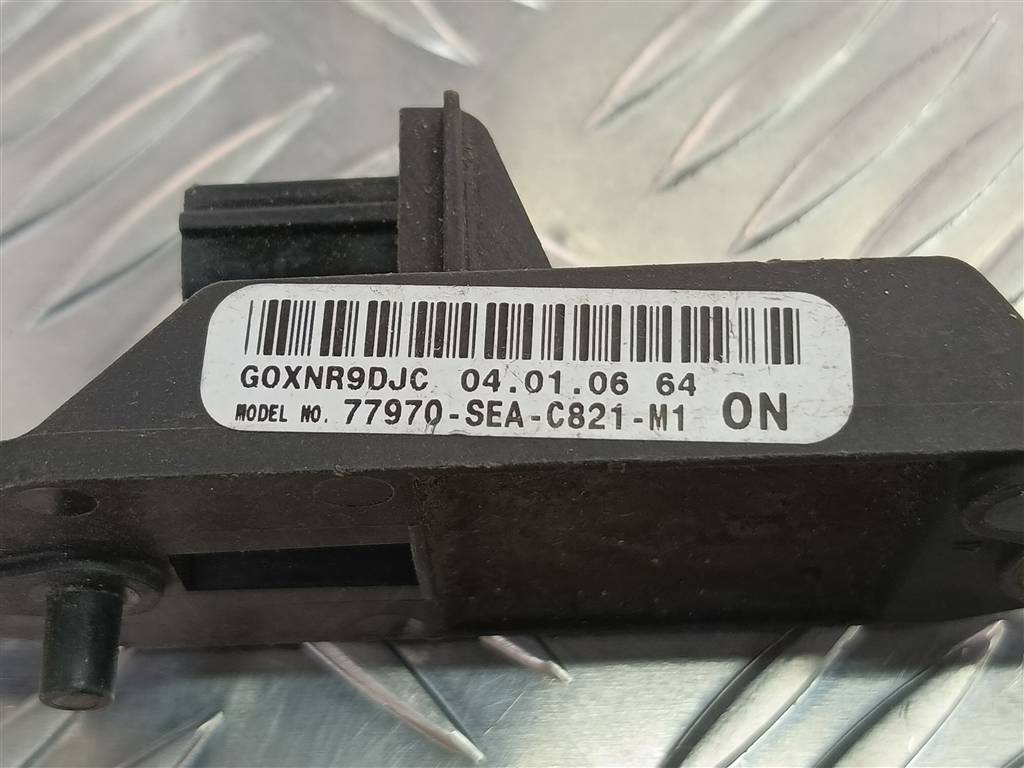 G0XNR9DJC 04.01.06 64
MODEL NO. 77970-SEA-C821-M1 ON